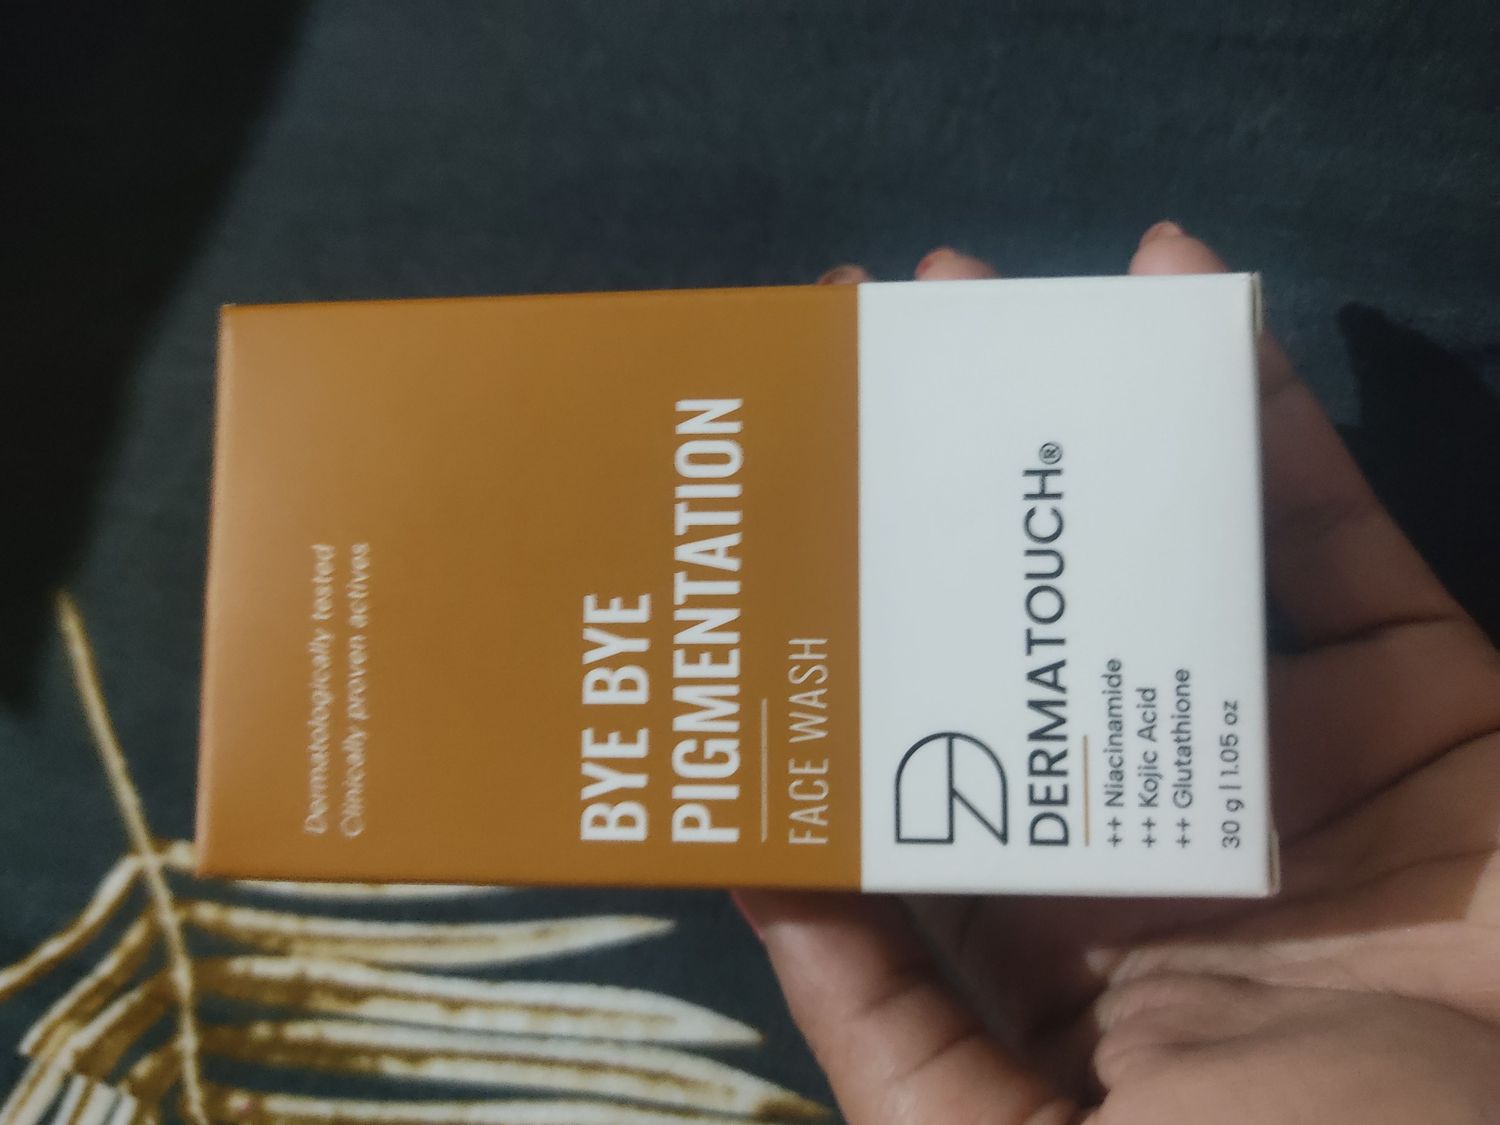 Dermatologically tested
Clinically proven actives
BYE BYE
PIGMENTATION
FACE WASH
DERMATOUCH®
++ Niacinamide
++ Kojic Acid
++ Glutathione
30 g | 1.05 oz